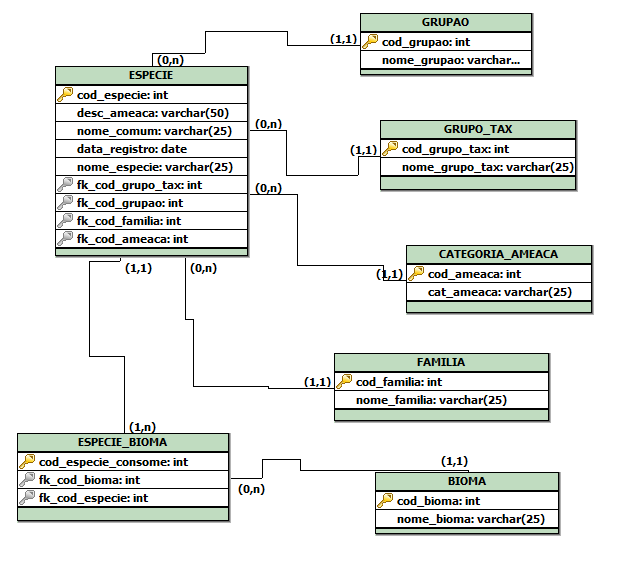 GRUPAO
cod_grupao: int
nome_grupao: varchar...
(1,1)
(0,n)
ESPECIE
cod_especie: int
desc_ameaca: varchar(50)
nome_comum: varchar(25)
data_registro: date
nome_especie: varchar(25)
fk_cod_grupo_tax: int
fk_cod_grupao: int
fk_cod_familia: int
fk_cod_ameaca: int
(0,n)
(1,1)
GRUPO_TAX
cod_grupo_tax: int
nome_grupo_tax: varchar(25)
(0,n)
(1,1)
CATEGORIA_AMEACA
cod_ameaca: int
cat_ameaca: varchar(25)
(1,1)
(0,n)
(1,1)
FAMILIA
cod_familia: int
nome_familia: varchar(25)
(1,n)
ESPECIE_BIOMA
cod_especie_consome: int
fk_cod_bioma: int
fk_cod_especie: int
(0,n)
(1,1)
BIOMA
cod_bioma: int
nome_bioma: varchar(25)